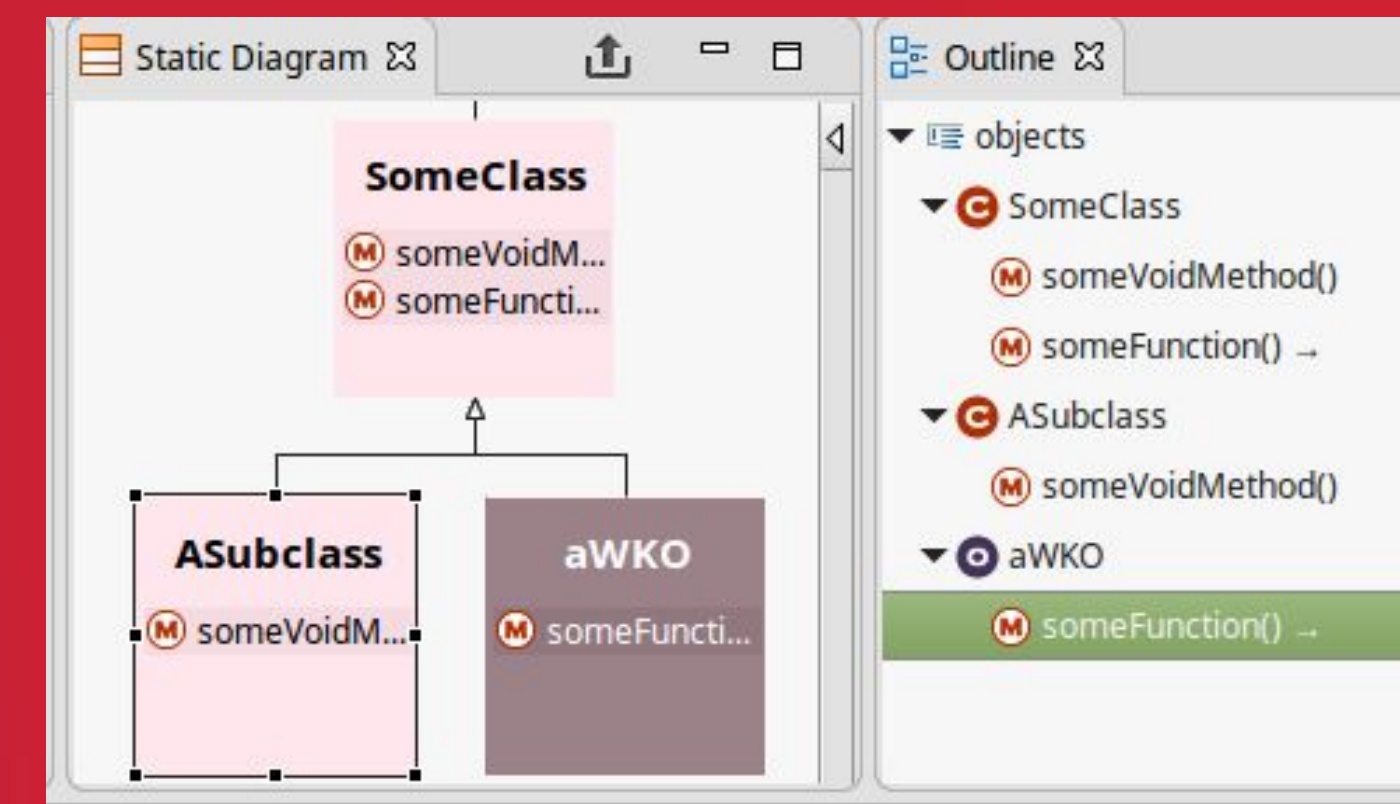 Static Diagram
SomeClass
someVoidM...
someFuncti...
ASubclass
someVoidM...
aWKO
someFuncti...
Outline
objects
C SomeClass
M someVoidMethod()
M someFunction() →
C ASubclass
M someVoidMethod()
O aWKO
M someFunction() →